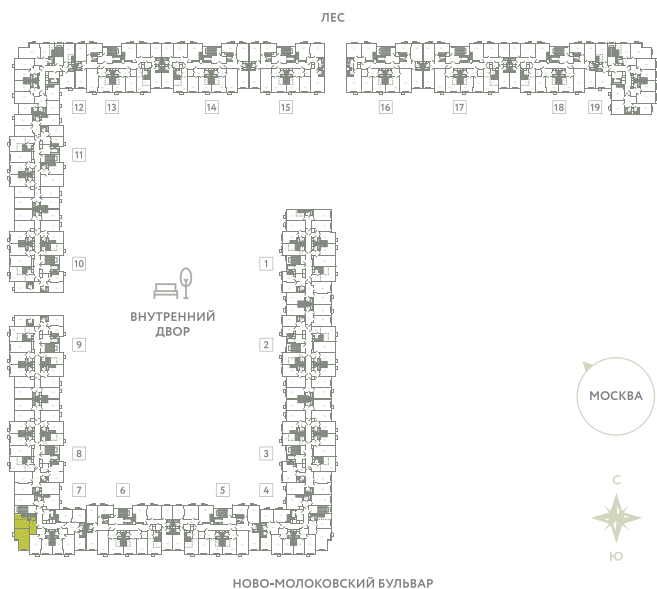 ЛЕС
12 13 14 15 16 17 18 19
11
10 1
ВНУТРЕННИЙ
ДВОР
9 2
МОСКВА
8 3
7 6 5 4
С
Ю
НОВО-МОЛОКОВСКИЙ БУЛЬВАР